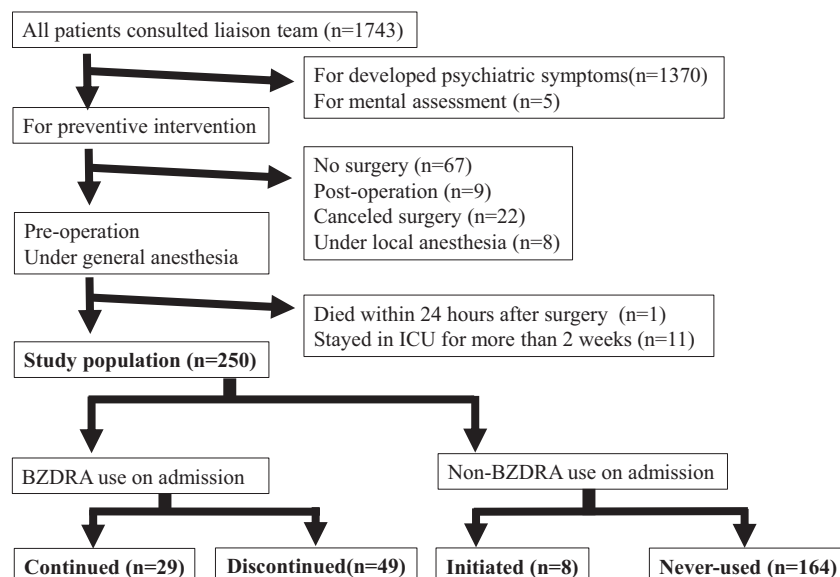 All patients consulted liaison team (n=1743)
For developed psychiatric symptoms(n=1370)
For mental assessment (n=5)
For preventive intervention
No surgery (n=67)
Post-operation (n=9)
Canceled surgery (n=22)
Under local anesthesia (n=8)
Pre-operation
Under general anesthesia
Died within 24 hours after surgery (n=1)
Stayed in ICU for more than 2 weeks (n=11)
Study population (n=250)
BZDRA use on admission
Non-BZDRA use on admission
Continued (n=29)
Discontinued(n=49)
Initiated (n=8)
Never-used (n=164)